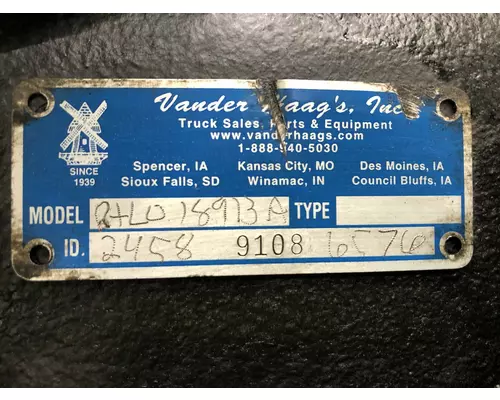 Vander Haag's, Inc
Truck Sales, Parts & Equipment
www.vanderhaags.com
1-888-940-5030
SINCE
1939
Spencer, IA Kansas City, MO Des Moines, IA
Sioux Falls, SD Winamac, IN Council Bluffs, IA
MODEL RTLO 18913A TYPE
ID. 2458 9108 6576